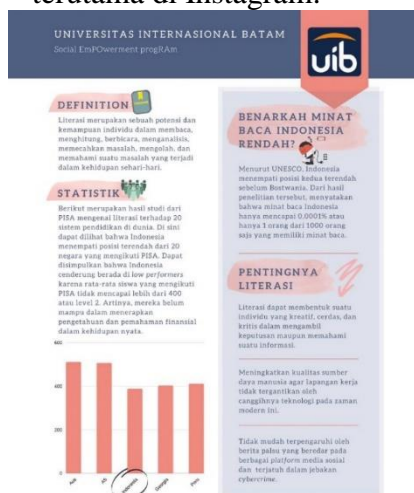 terutama di Instagram.
UNIVERSITAS INTERNASIONAL BATAM
Social EmPOwerment progRAm
uib
DEFINITION
Literasi merupakan sebuah potensi dan
kemampuan individu dalam membaca,
menghitung, berbicara, menganalisis,
memecahkan masalah, mengolah, dan
memahami suatu masalah yang terjadi
dalam kehidupan sehari-hari.
STATISTIK
Berikut merupakan hasil studi dari
PISA mengenai literasi terhadap 20
sistem pendidikan di dunia. Di sini
dapat dilihat bahwa Indonesia
menempati posisi terendah dari 20
negara yang mengikuti PISA. Dapat
disimpulkan bahwa Indonesia
cenderung berada di low performers
karena rata-rata siswa yang mengikuti
PISA tidak mencapai lebih dari 400
atau level 2. Artinya, mereka belum
mampu dalam menerapkan
pengetahuan dan pemahaman finansial
dalam kehidupan nyata.
600
400
200
0
Indonesia
Georgia
Peru
BENARKAH MINAT
BACA INDONESIA
RENDAH?
Menurut UNESCO, Indonesia
menempati posisi kedua terendah
sebelum Bostwania. Dari hasil
penelitian tersebut, menyatakan
bahwa minat baca Indonesia
hanya mencapai 0.0001% atau
hanya 1 orang dari 1000 orang
saja yang memiliki minat baca.
PENTINGNYA
LITERASI
Literasi dapat membentuk suatu
individu yang kreatif, cerdas, dan
kritis dalam mengambil
keputusan maupun memahami
suatu informasi.
Meningkatkan kualitas sumber
daya manusia agar lapangan kerja
tidak tergantikan oleh
canggihnya teknologi pada zaman
modern ini.
Tidak mudah terpengaruhi oleh
berita palsu yang beredar pada
berbagai platform media sosial
dan terjatuh dalam jebakan
cybercrime.